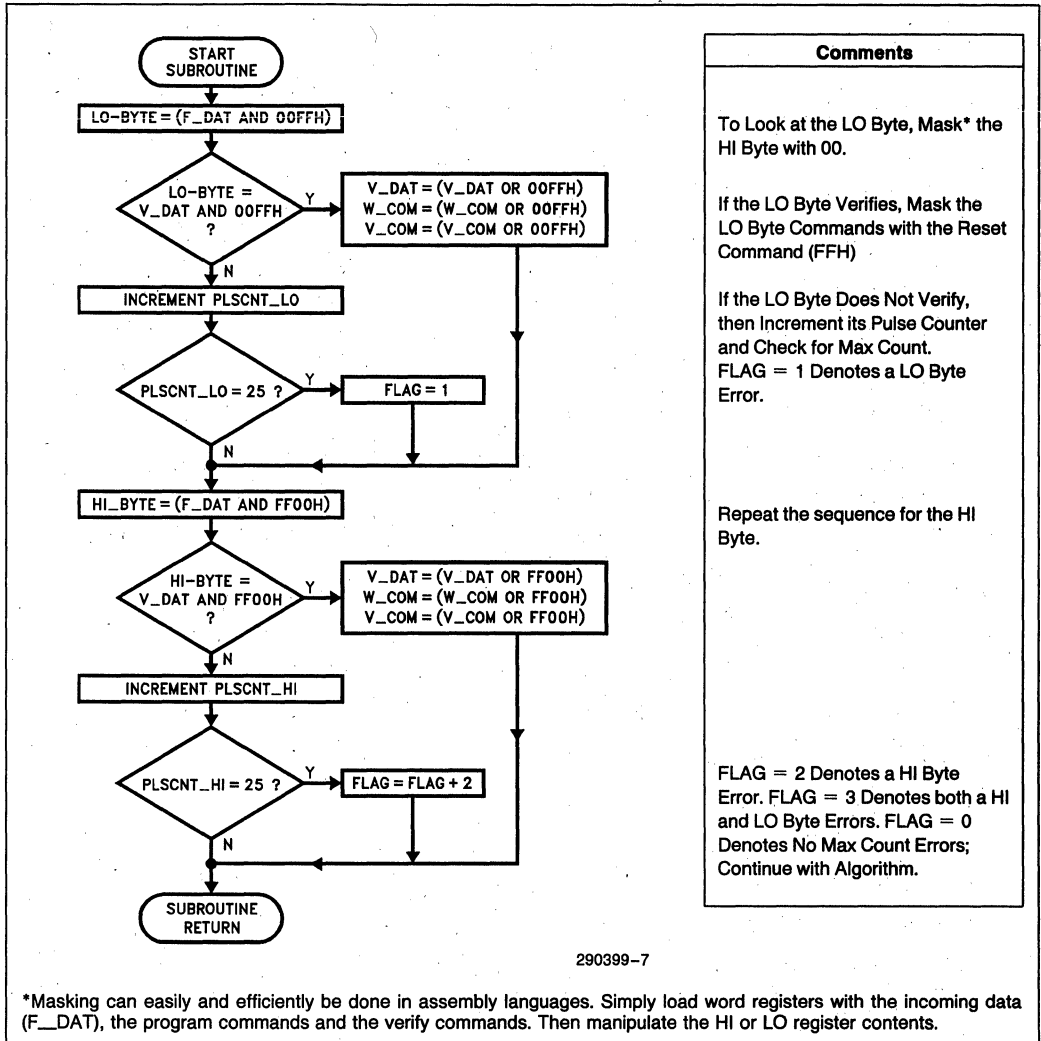 START
SUBROUTINE
LO-BYTE = (F_DAT AND 00FFH)
LO-BYTE =
V_DAT AND 00FFH
?
Y
V_DAT = (V_DAT OR 00FFH)
W_COM = (W_COM OR 00FFH)
V_COM = (V_COM OR 00FFH)
N
INCREMENT PLSCNT_LO
PLSCNT_LO = 25 ?
Y
FLAG = 1
N
HI_BYTE = (F_DAT AND FF00H)
HI-BYTE =
V_DAT AND FF00H
?
Y
V_DAT = (V_DAT OR FF00H)
W_COM = (W_COM OR FF00H)
V_COM = (V_COM OR FF00H)
N
INCREMENT PLSCNT_HI
PLSCNT_HI = 25 ?
Y
FLAG = FLAG + 2
N
SUBROUTINE
RETURN
Comments
To Look at the LO Byte, Mask* the
HI Byte with 00.
If the LO Byte Verifies, Mask the
LO Byte Commands with the Reset
Command (FFH)
If the LO Byte Does Not Verify,
then Increment its Pulse Counter
and Check for Max Count.
FLAG = 1 Denotes a LO Byte
Error.
Repeat the sequence for the HI
Byte.
FLAG = 2 Denotes a HI Byte
Error. FLAG = 3 Denotes both a HI
and LO Byte Errors. FLAG = 0
Denotes No Max Count Errors;
Continue with Algorithm.
290399-7
*Masking can easily and efficiently be done in assembly languages. Simply load word registers with the incoming data
(F__DAT), the program commands and the verify commands. Then manipulate the HI or LO register contents.